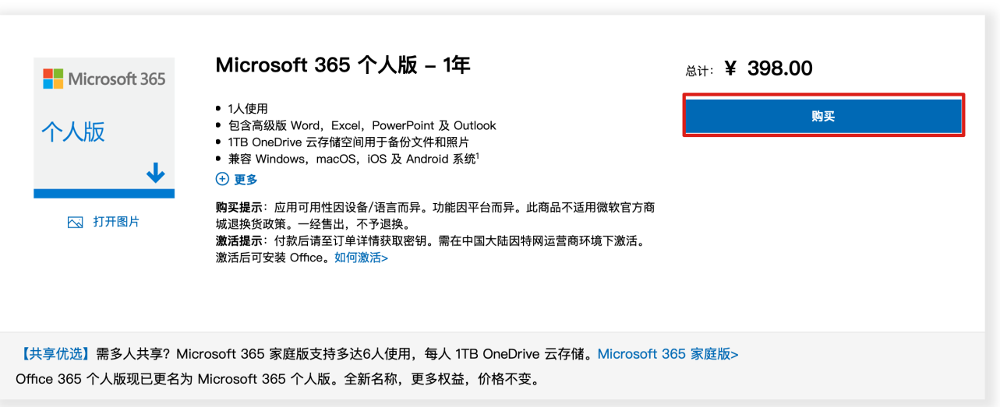 Microsoft 365
个人版
打开图片
Microsoft 365 个人版 – 1年
1人使用
包含高级版 Word，Excel，PowerPoint 及 Outlook
1TB OneDrive 云存储空间用于备份文件和照片
兼容 Windows，macOS，iOS 及 Android 系统¹
更多
购买提示：应用可用性因设备/语言而异。功能因平台而异。此商品不适用微软官方商
城退换货政策。一经售出，不予退换。
激活提示：付款后请至订单详情获取密钥。需在中国大陆因特网运营商环境下激活。
激活后可安装 Office。如何激活>
总计：¥ 398.00
购买
【共享优选】需多人共享？Microsoft 365 家庭版支持多达6人使用，每人 1TB OneDrive 云存储。Microsoft 365 家庭版>
Office 365 个人版现已更名为 Microsoft 365 个人版。全新名称，更多权益，价格不变。